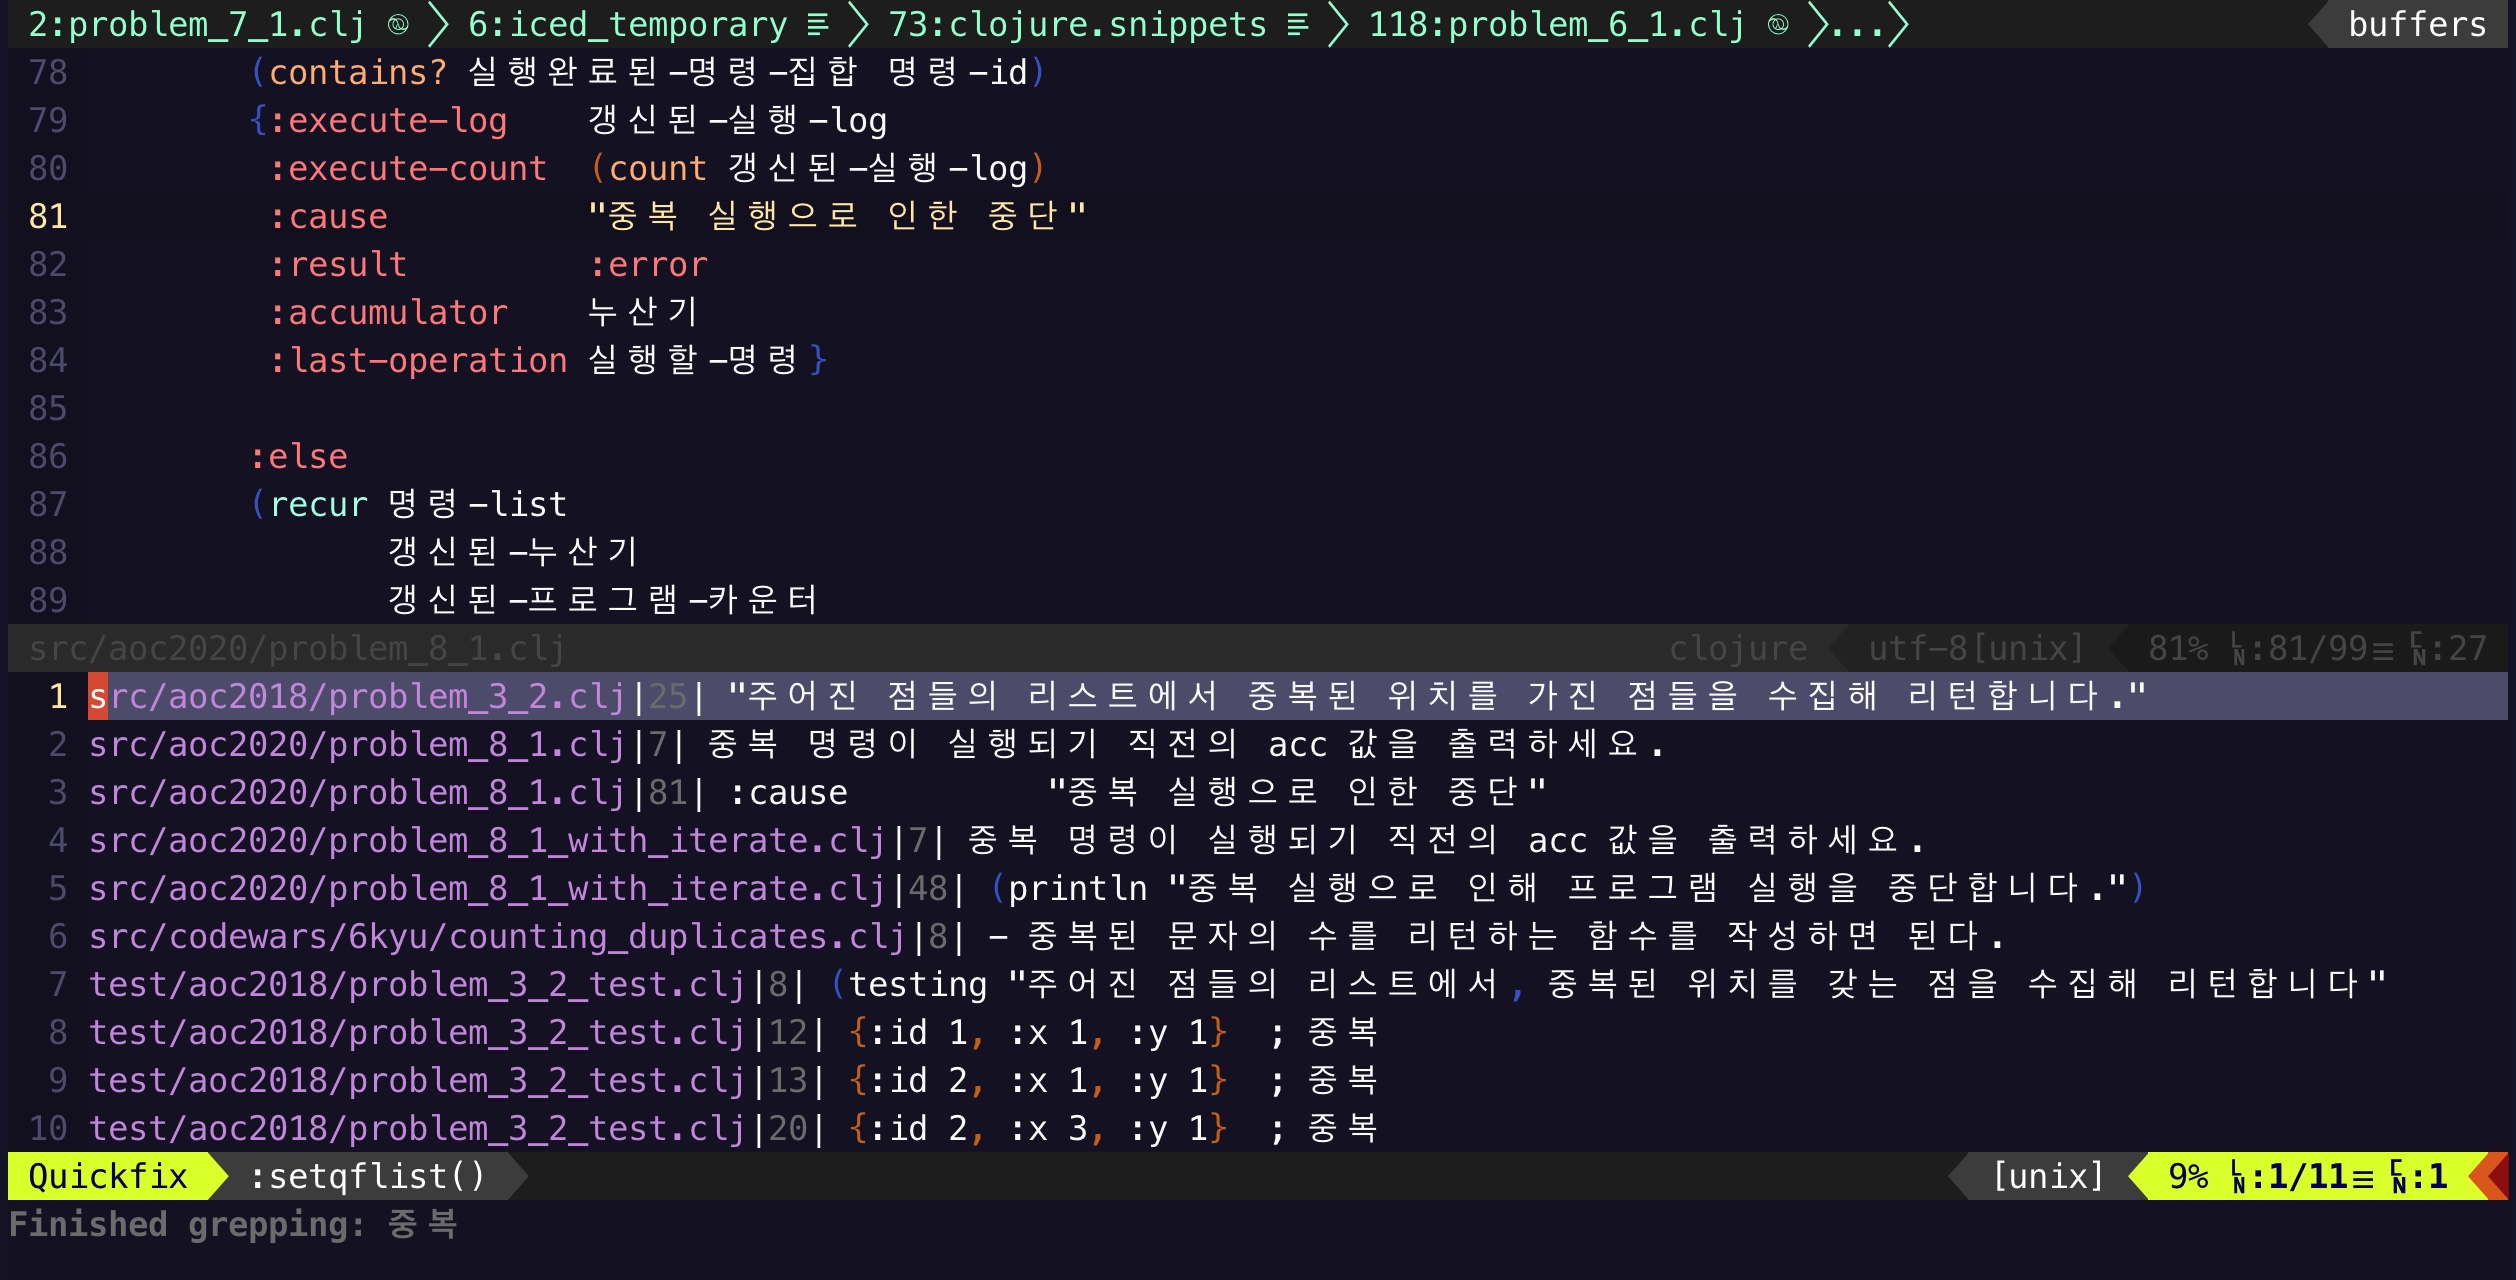 2:problem_7_1.clj 6:iced_temporary 73:clojure.snippets 118:problem_6_1.clj ... buffers
78 (contains? 실행완료된-명령-집합 명령-id)
79 {:execute-log 갱신된-실행-log
80 :execute-count (count 갱신된-실행-log)
81 :cause "중복 실행으로 인한 중단"
82 :result :error
83 :accumulator 누산기
84 :last-operation 실행할-명령}
85
86 :else
87 (recur 명령-list
88 갱신된-누산기
89 갱신된-프로그램-카운터
src/aoc2020/problem_8_1.clj clojure utf-8[unix] 81% LN:81/99≡ CN:27
1 src/aoc2018/problem_3_2.clj|25| "주어진 점들의 리스트에서 중복된 위치를 가진 점들을 수집해 리턴합니다."
2 src/aoc2020/problem_8_1.clj|7| 중복 명령이 실행되기 직전의 acc 값을 출력하세요.
3 src/aoc2020/problem_8_1.clj|81| :cause "중복 실행으로 인한 중단"
4 src/aoc2020/problem_8_1_with_iterate.clj|7| 중복 명령이 실행되기 직전의 acc 값을 출력하세요.
5 src/aoc2020/problem_8_1_with_iterate.clj|48| (println "중복 실행으로 인해 프로그램 실행을 중단합니다.")
6 src/codewars/6kyu/counting_duplicates.clj|8| - 중복된 문자의 수를 리턴하는 함수를 작성하면 된다.
7 test/aoc2018/problem_3_2_test.clj|8| (testing "주어진 점들의 리스트에서, 중복된 위치를 갖는 점을 수집해 리턴합니다"
8 test/aoc2018/problem_3_2_test.clj|12| {:id 1, :x 1, :y 1} ; 중복
9 test/aoc2018/problem_3_2_test.clj|13| {:id 2, :x 1, :y 1} ; 중복
10 test/aoc2018/problem_3_2_test.clj|20| {:id 2, :x 3, :y 1} ; 중복
Quickfix :setqflist() [unix] 9% LN:1/11≡ CN:1
Finished grepping: 중복